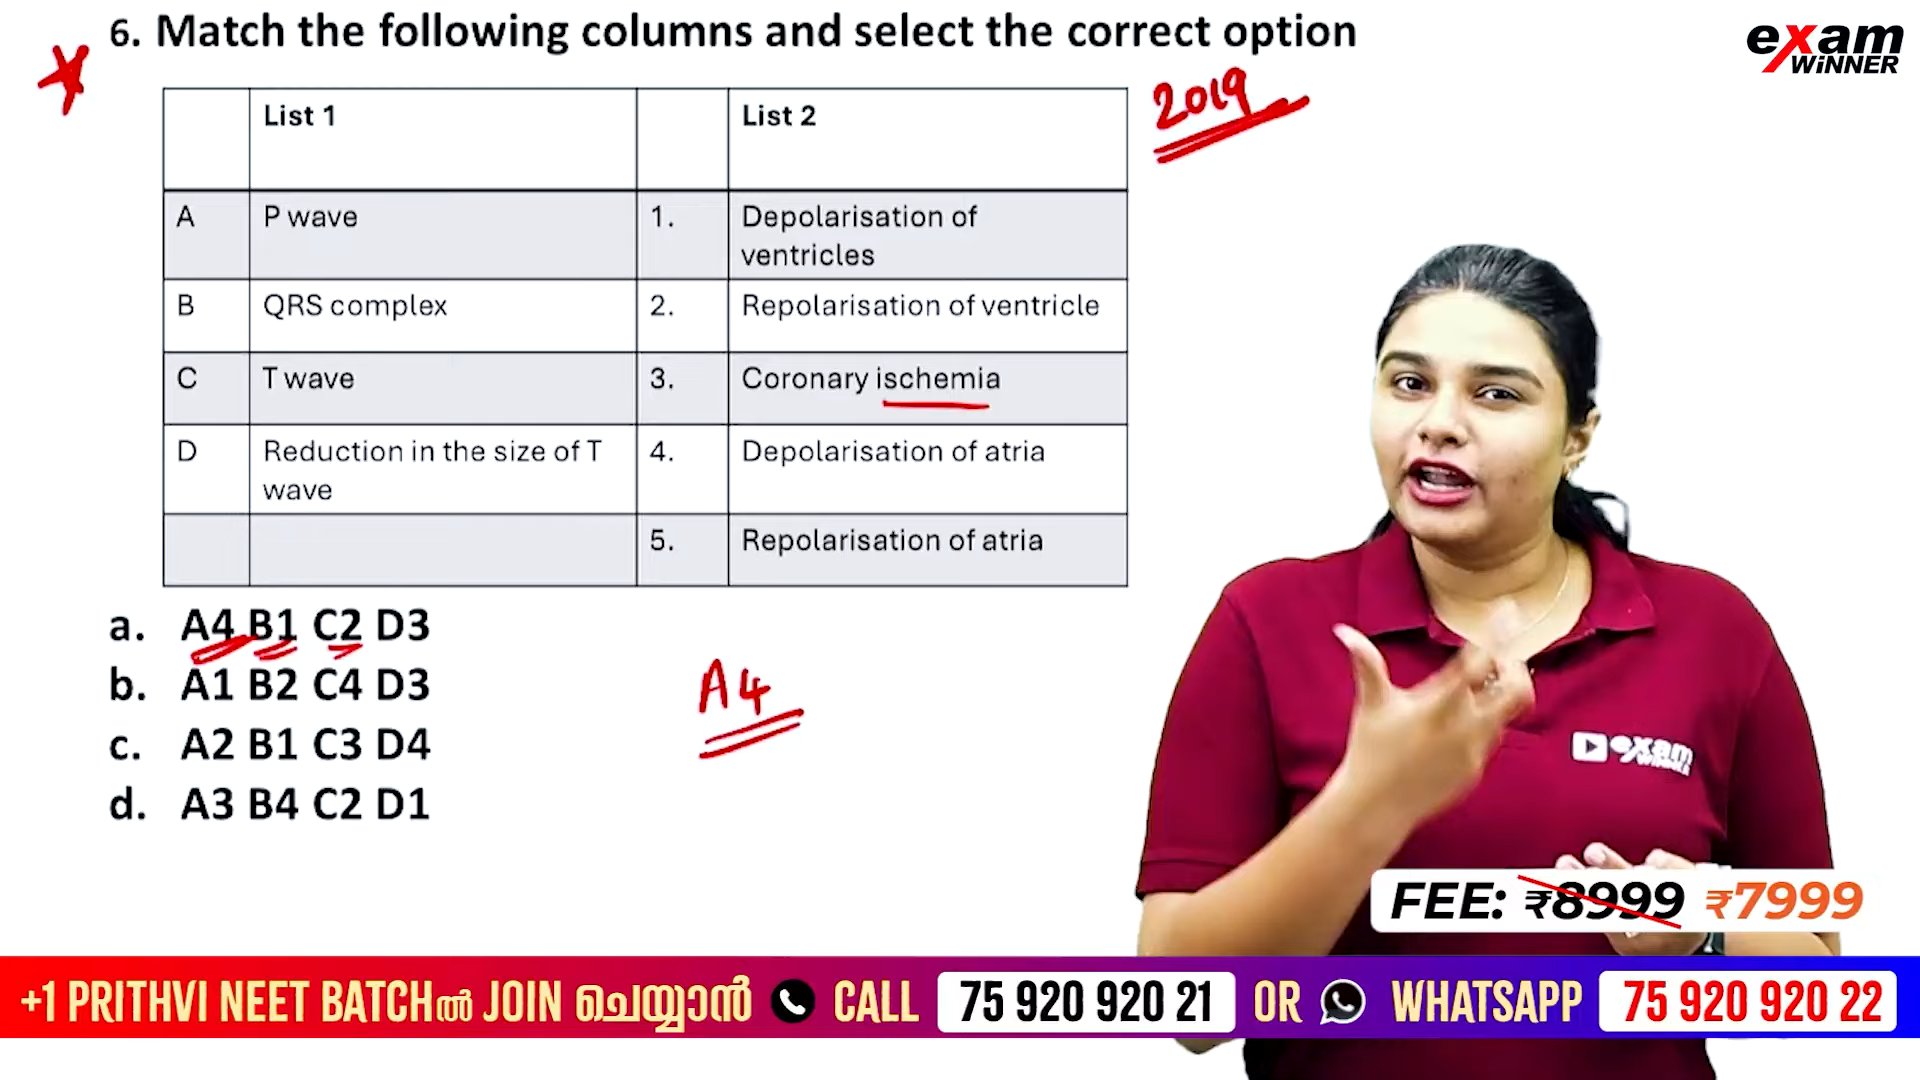 6. Match the following columns and select the correct option
exam
WiNNER
2019
List 1 List 2
A P wave 1. Depolarisation of
ventricles
B QRS complex 2. Repolarisation of ventricle
C T wave 3. Coronary ischemia
D Reduction in the size of T 4. Depolarisation of atria
wave
5. Repolarisation of atria
a. A4 B1 C2 D3
b. A1 B2 C4 D3
c. A2 B1 C3 D4
d. A3 B4 C2 D1
A4
exam
WiNNER
FEE: ₹8999 ₹7999
+1 PRITHVI NEET BATCHൽ JOIN ചെയ്യാൻ CALL 75 920 920 21 OR WHATSAPP 75 920 920 22